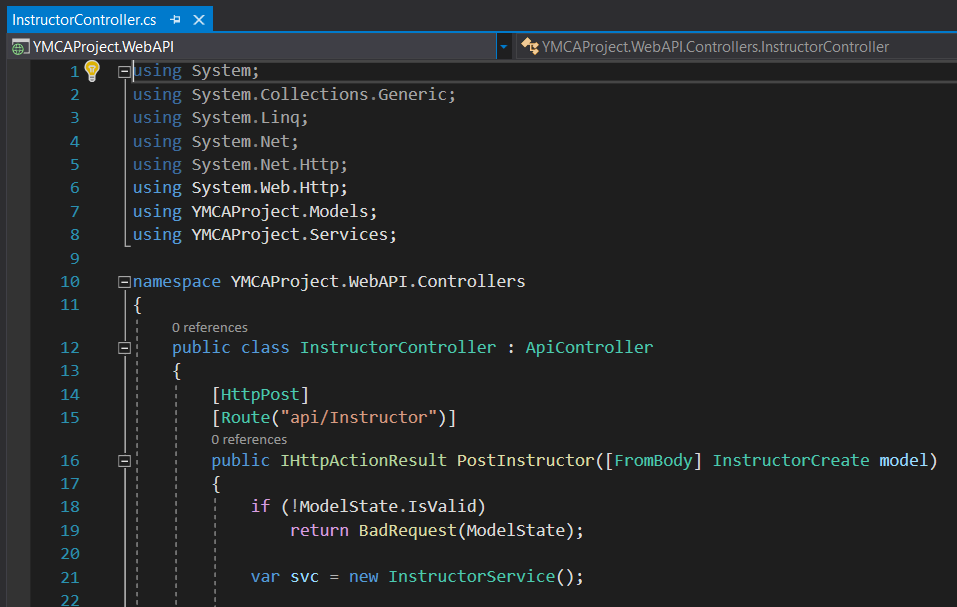 InstructorController.cs
YMCAProject.WebAPI YMCAProject.WebAPI.Controllers.InstructorController
1 using System;
2 using System.Collections.Generic;
3 using System.Linq;
4 using System.Net;
5 using System.Net.Http;
6 using System.Web.Http;
7 using YMCAProject.Models;
8 using YMCAProject.Services;
9
10 namespace YMCAProject.WebAPI.Controllers
11 {
0 references
12 public class InstructorController : ApiController
13 {
14 [HttpPost]
15 [Route("api/Instructor")]
0 references
16 public IHttpActionResult PostInstructor([FromBody] InstructorCreate model)
17 {
18 if (!ModelState.IsValid)
19 return BadRequest(ModelState);
20
21 var svc = new InstructorService();
22